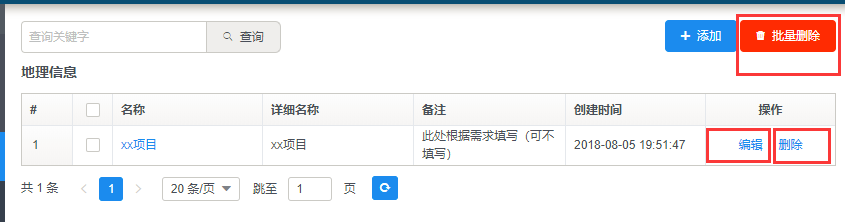 查询关键字 查询 添加 批量删除
地理信息
# 名称 详细名称 备注 创建时间 操作
1 xx项目 xx项目 此处根据需求填写（可不 2018-08-05 19:51:47 编辑 删除
填写）
共 1 条 1 20 条/页 跳至 1 页